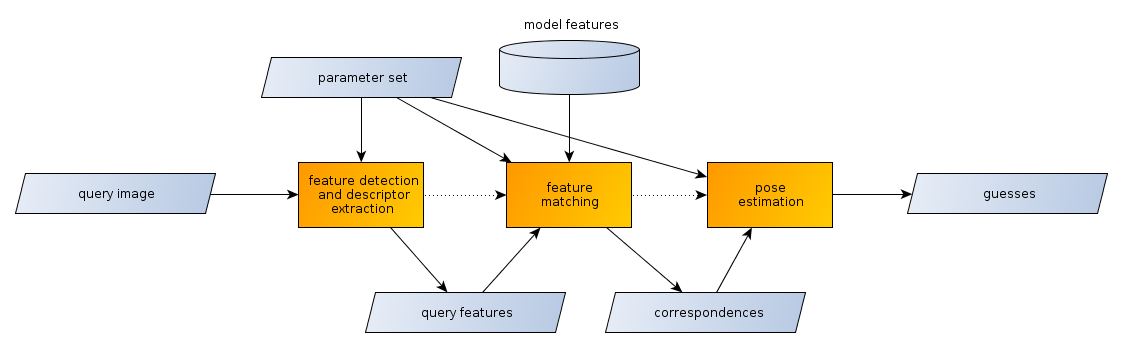 model features
parameter set
query image
feature detection
and descriptor
extraction
feature
matching
pose
estimation
guesses
query features
correspondences